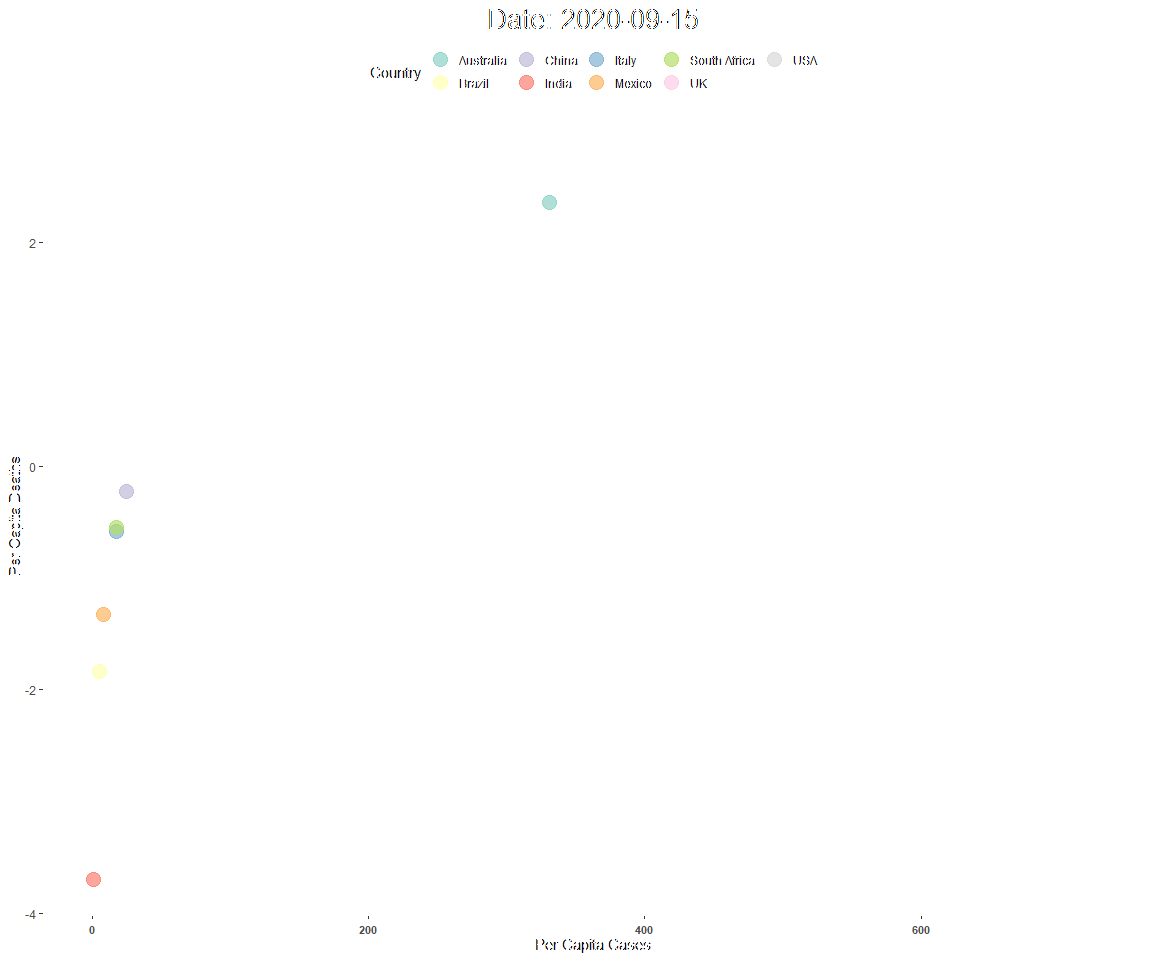 Date: 2020-09-15
Country
Australia China Italy South Africa USA
Brazil India Mexico UK
2
0
-2
-4
Per Capita Deaths
0 200 400 600
Per Capita Cases